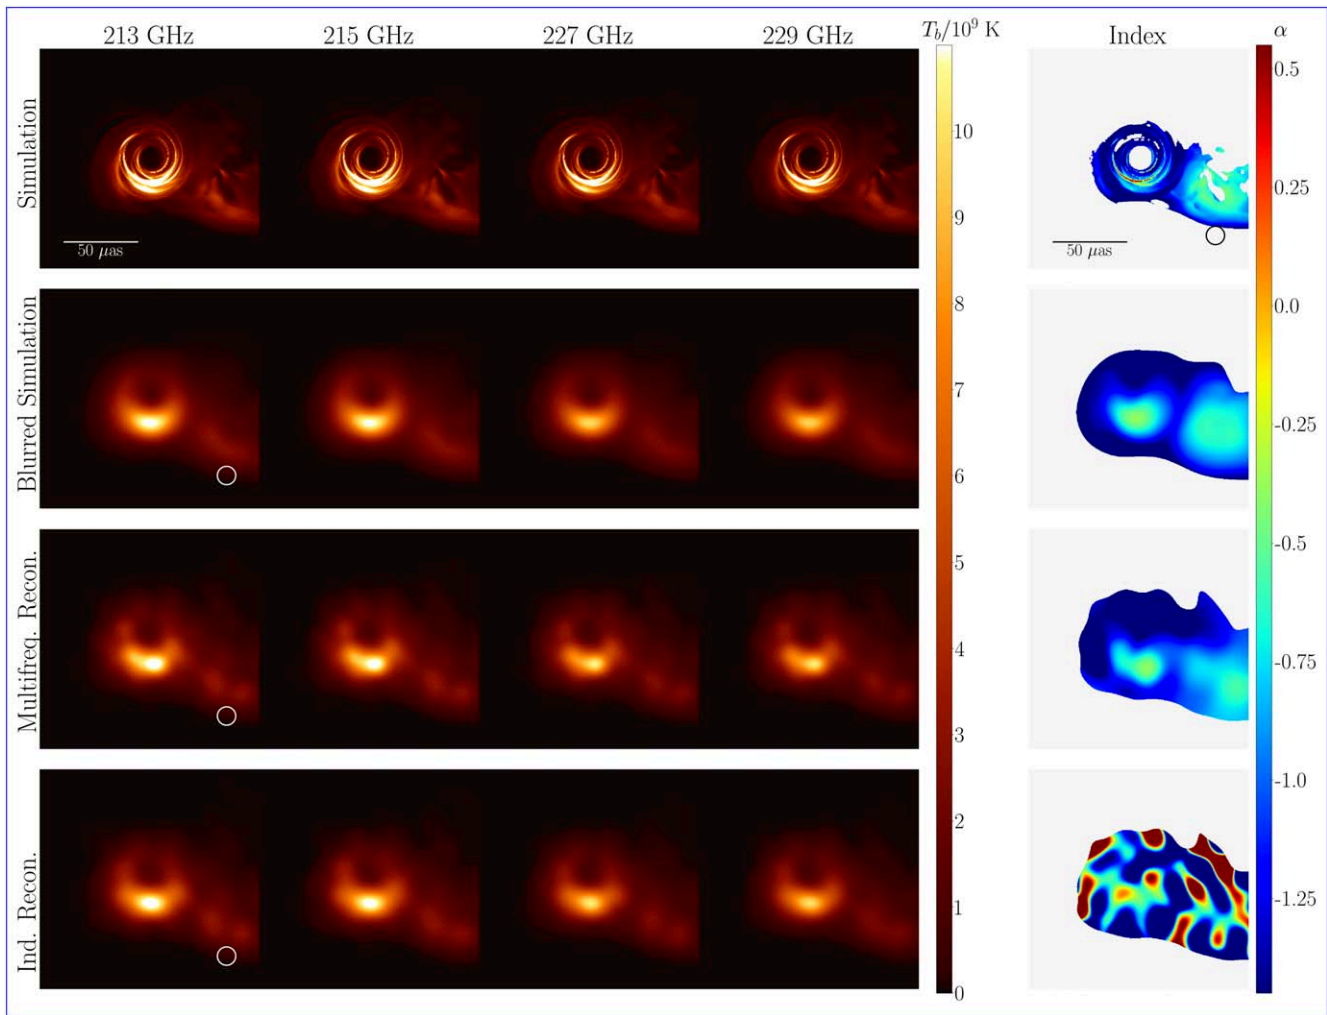 213 GHz 215 GHz 227 GHz 229 GHz T_b/10⁹ K Index α
Simulation
50 μas
50 μas
Blurred Simulation
Multifreq. Recon.
Ind. Recon.
10
9
8
7
6
5
4
3
2
1
0
0.5
0.25
0.0
-0.25
-0.5
-0.75
-1.0
-1.25